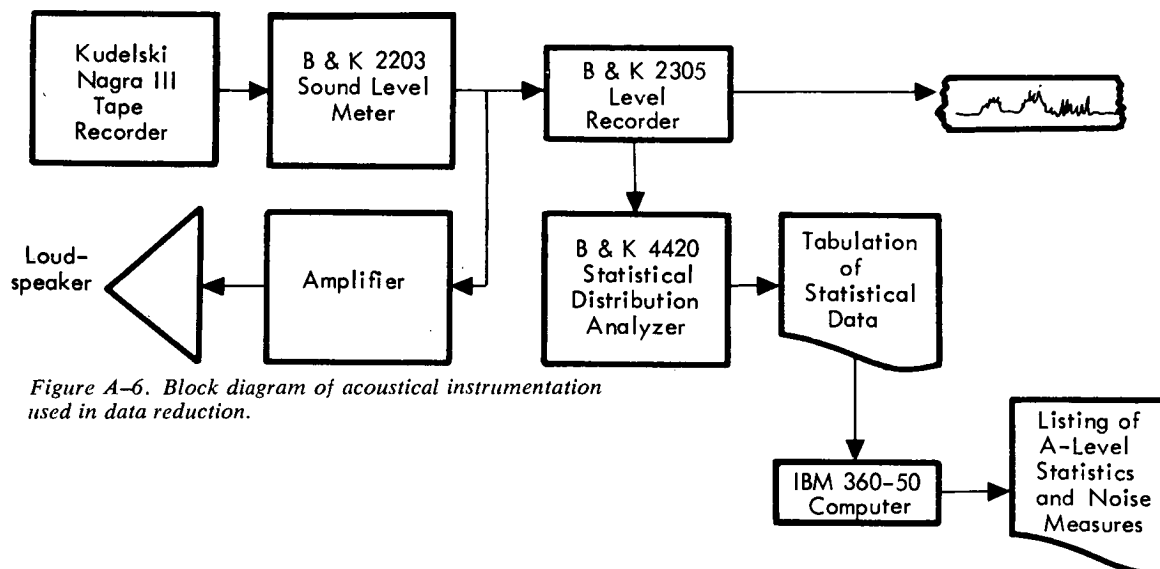 Kudelski
Nagra III
Tape
Recorder
B & K 2203
Sound Level
Meter
B & K 2305
Level
Recorder
Loud-
speaker
Amplifier
B & K 4420
Statistical
Distribution
Analyzer
Tabulation
of
Statistical
Data
Figure A–6. Block diagram of acoustical instrumentation
used in data reduction.
IBM 360-50
Computer
Listing of
A-Level
Statistics
and Noise
Measures